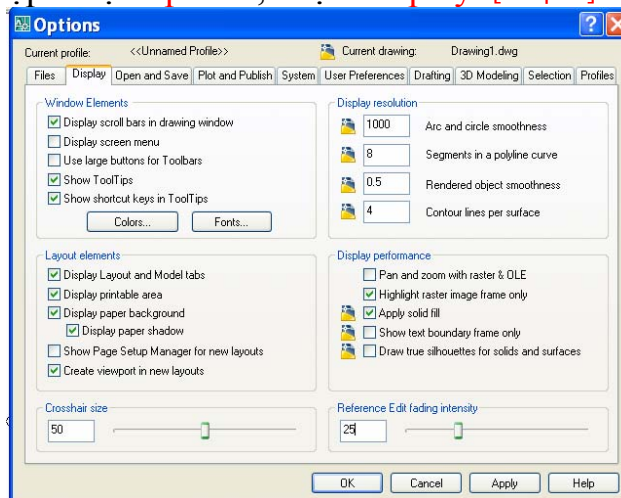 Options
Current profile: <<Unnamed Profile>> Current drawing: Drawing1.dwg
Files Display Open and Save Plot and Publish System User Preferences Drafting 3D Modeling Selection Profiles
Window Elements
Display scroll bars in drawing window
Display screen menu
Use large buttons for Toolbars
Show ToolTips
Show shortcut keys in ToolTips
Colors... Fonts...
Display resolution
1000 Arc and circle smoothness
8 Segments in a polyline curve
0.5 Rendered object smoothness
4 Contour lines per surface
Layout elements
Display Layout and Model tabs
Display printable area
Display paper background
Display paper shadow
Show Page Setup Manager for new layouts
Create viewport in new layouts
Display performance
Pan and zoom with raster & OLE
Highlight raster image frame only
Apply solid fill
Show text boundary frame only
Draw true silhouettes for solids and surfaces
Crosshair size
50
Reference Edit fading intensity
25
OK Cancel Apply Help